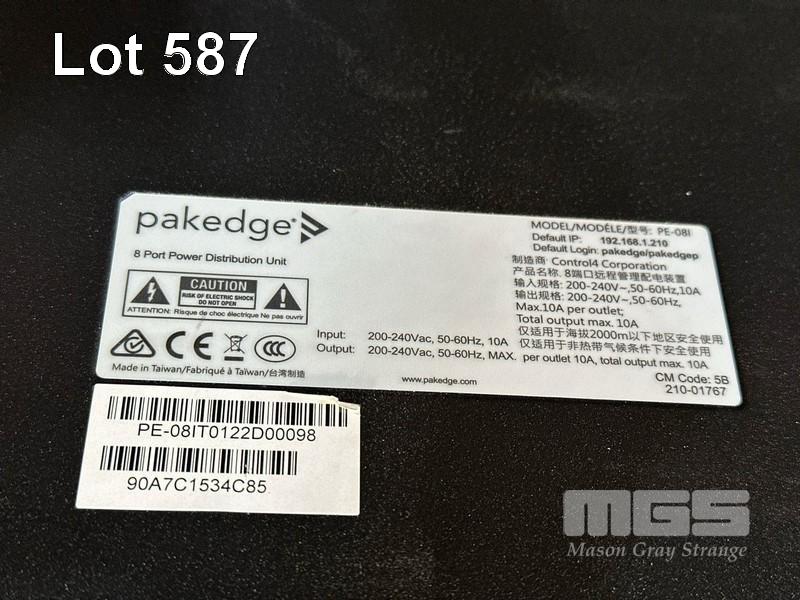 Lot 587
pakedge®
8 Port Power Distribution Unit
CAUTION
RISK OF ELECTRIC SHOCK
DO NOT OPEN
ATTENTION: Risque de choc électrique Ne pas ouvrir
Made in Taiwan/Fabriqué à Taïwan/台湾制造
MODEL/MODÈLE/型号: PE-08I
Default IP: 192.168.1.210
Default Login: pakedge/pakedgep
制造商: Control4 Corporation
产品名称: 8端口远程管理配电装置
输入规格: 200-240V~,50-60Hz,10A
输出规格: 200-240V~,50-60Hz,
Max.10A per outlet
Total output max. 10A
仅适用于海拔2000m以下地区安全使用
仅适用于非热带气候条件下安全使用
Input: 200-240Vac, 50-60Hz, 10A
Output: 200-240Vac, 50-60Hz, MAX. per outlet 10A, total output max. 10A
www.pakedge.com
CM Code: 5B
210-01767
PE-08IT0122D00098
90A7C1534C85
MGS
Mason Gray Strange